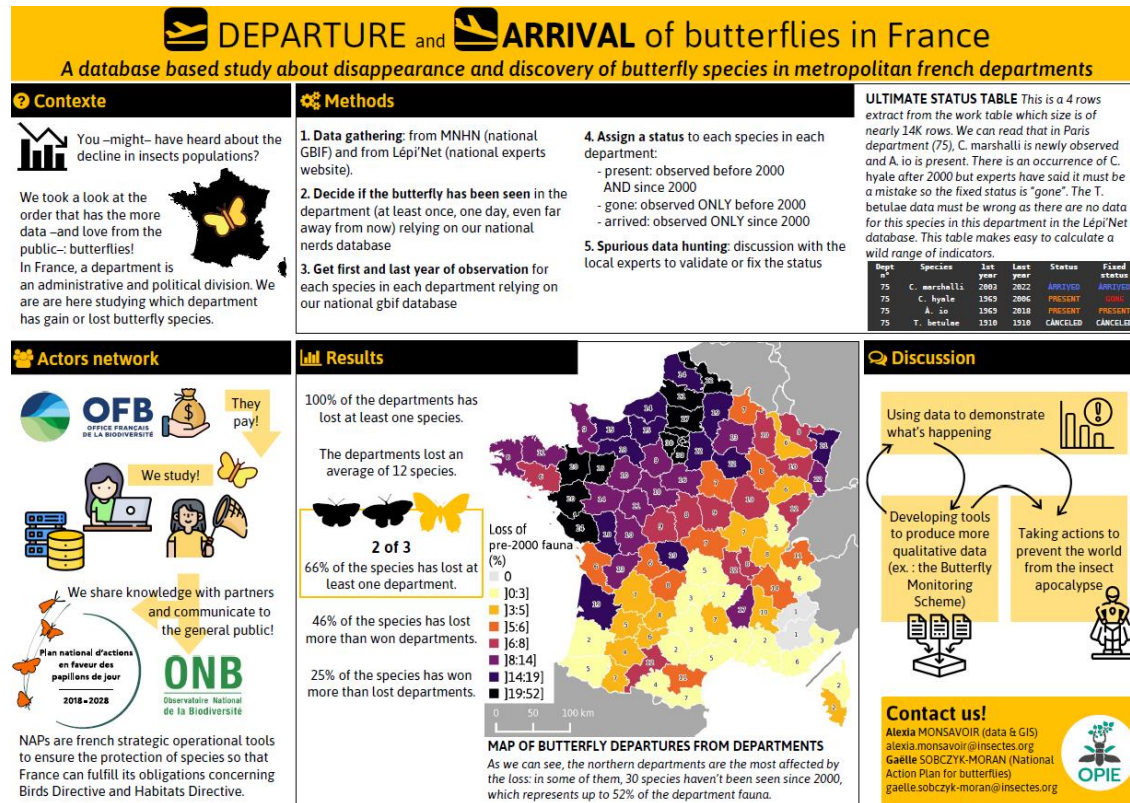 DEPARTURE and ARRIVAL of butterflies in France
A database based study about disappearance and discovery of butterfly species in metropolitan french departments
Contexte
You –might– have heard about the
decline in insects populations?
We took a look at the
order that has the more
data –and love from the
public–: butterflies!
In France, a department is
an administrative and political division. We
are are here studying which department
has gain or lost butterfly species.
Methods
1. Data gathering: from MNHN (national
GBIF) and from Lépi'Net (national experts
website).
2. Decide if the butterfly has been seen in the
department (at least once, one day, even far
away from now) relying on our national
nerds database
3. Get first and last year of observation for
each species in each department relying on
our national gbif database
4. Assign a status to each species in each
department:
- present: observed before 2000
AND since 2000
- gone: observed ONLY before 2000
- arrived: observed ONLY since 2000
5. Spurious data hunting: discussion with the
local experts to validate or fix the status
ULTIMATE STATUS TABLE This is a 4 rows
extract from the work table which size is of
nearly 14K rows. We can read that in Paris
department (75), C. marshalli is newly observed
and A. io is present. There is an occurrence of C.
hyale after 2000 but experts have said it must be
a mistake so the fixed status is "gone". The T.
betulae data must be wrong as there are no data
for this species in this department in the Lépi'Net
database. This table makes easy to calculate a
wild range of indicators.
Dept n° Species 1st year Last year Status Fixed status
75 C. marshalli 2003 2022 ARRIVED ARRIVED
75 C. hyale 1969 2006 PRESENT GONE
75 A. io 1969 2018 PRESENT PRESENT
75 T. betulae 1910 1910 CANCELED CANCELED
Actors network
OFB
OFFICE FRANÇAIS
DE LA BIODIVERSITÉ
They
pay!
We study!
We share knowledge with partners
and communicate to
the general public!
Plan national d'actions
en faveur des
papillons de jour
2018-2028
ONB
Observatoire National
de la Biodiversité
NAPs are french strategic operational tools
to ensure the protection of species so that
France can fulfill its obligations concerning
Birds Directive and Habitats Directive.
Results
100% of the departments has
lost at least one species.
The departments lost an
average of 12 species.
2 of 3
66% of the species has lost at
least one department.
46% of the species has lost
more than won departments.
25% of the species has won
more than lost departments.
Loss of
pre-2000 fauna
(%)
0
]0:3]
]3:5]
]5:6]
]6:8]
]8:14]
]14:19]
]19:52]
0 50 100 km
MAP OF BUTTERFLY DEPARTURES FROM DEPARTMENTS
As we can see, the northern departments are the most affected by
the loss: in some of them, 30 species haven't been seen since 2000,
which represents up to 52% of the department fauna.
Discussion
Using data to demonstrate
what's happening
Developing tools
to produce more
qualitative data
(ex. : the Butterfly
Monitoring
Scheme)
Taking actions to
prevent the world
from the insect
apocalypse
Contact us!
Alexia MONSAVOIR (data & GIS)
alexia.monsavoir@insectes.org
Gaëlle SOBCZYK-MORAN (National
Action Plan for butterflies)
gaelle.sobczyk-moran@insectes.org
OPIE